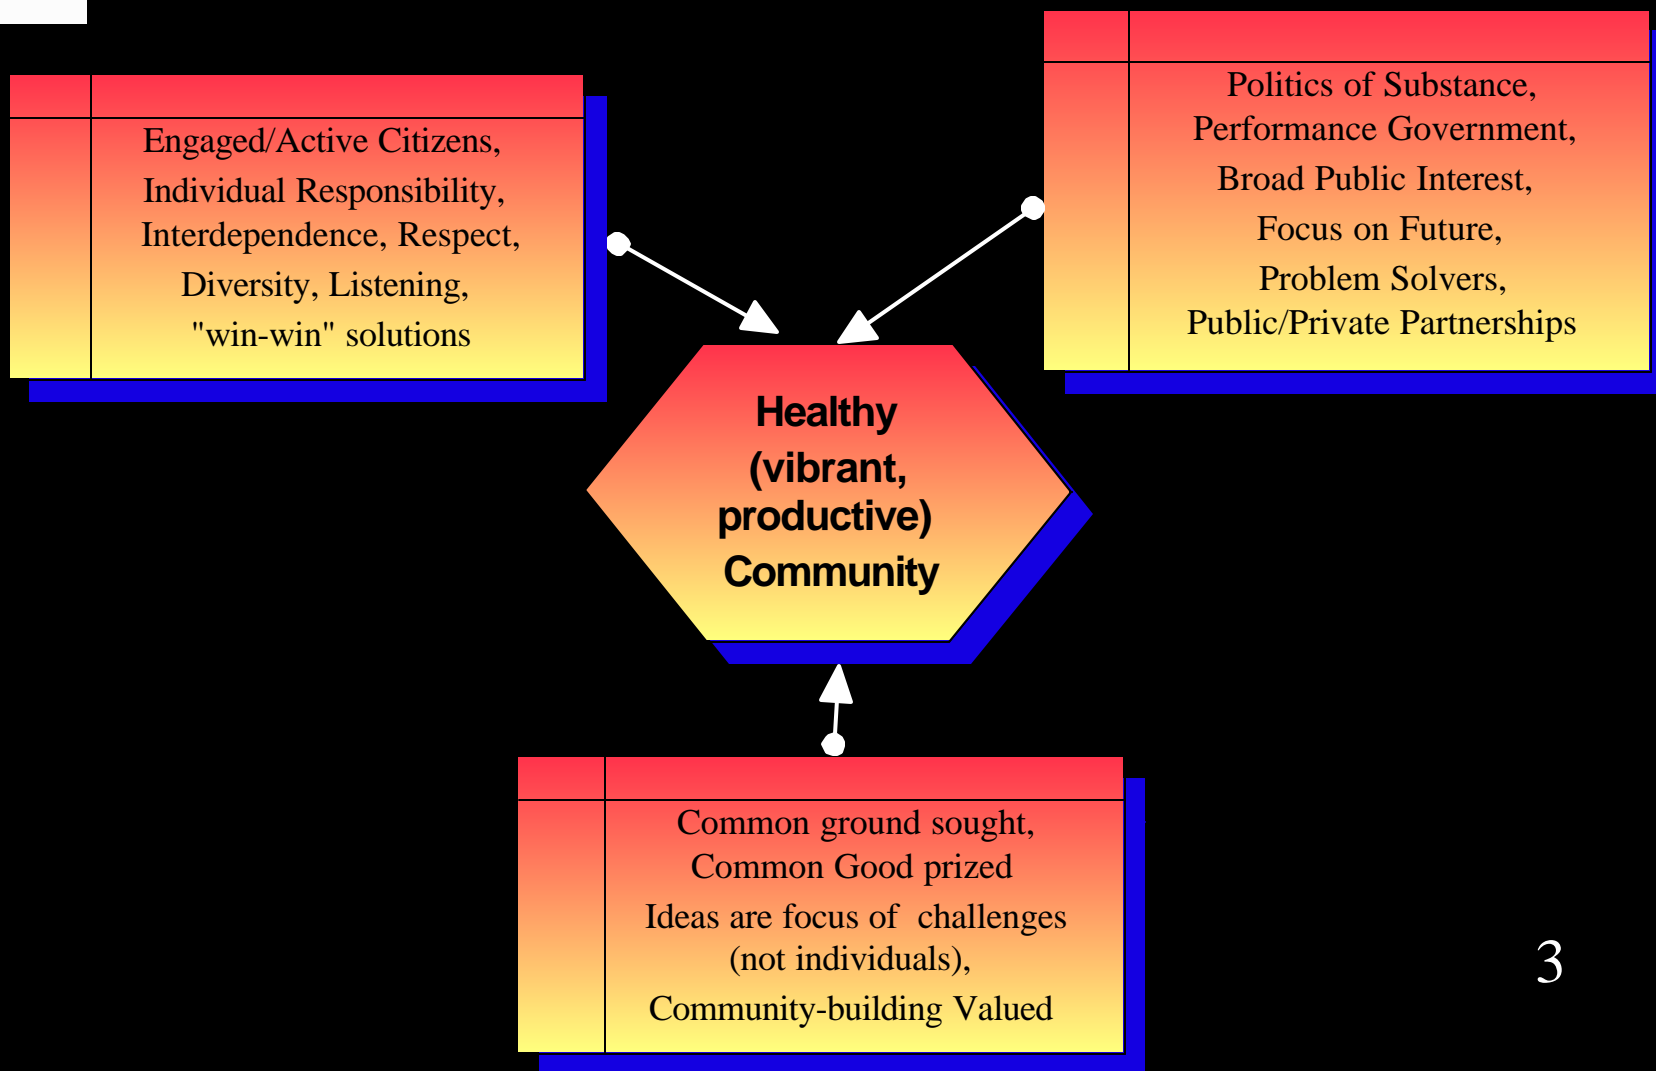 Engaged/Active Citizens,
Individual Responsibility,
Interdependence, Respect,
Diversity, Listening,
"win-win" solutions
Politics of Substance,
Performance Government,
Broad Public Interest,
Focus on Future,
Problem Solvers,
Public/Private Partnerships
Healthy
(vibrant,
productive)
Community
Common ground sought,
Common Good prized
Ideas are focus of  challenges
(not individuals),
Community-building Valued
3